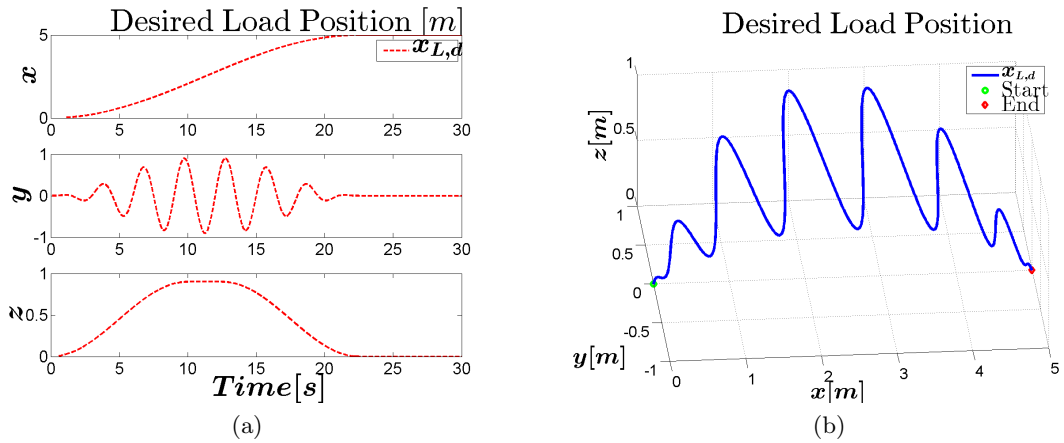 Desired Load Position [m]
5
x
0
x_{L,d}
0 5 10 15 20 25 30
1
y
0
-1
0 5 10 15 20 25 30
1
z
0.5
0
0 5 10 15 20 25 30
Time[s]
(a)
Desired Load Position
1
z[m]
0.5
0
x_{L,d}
Start
End
1
0.5
0
-0.5
y[m]
-1
0 1 2 3 4 5
x[m]
(b)